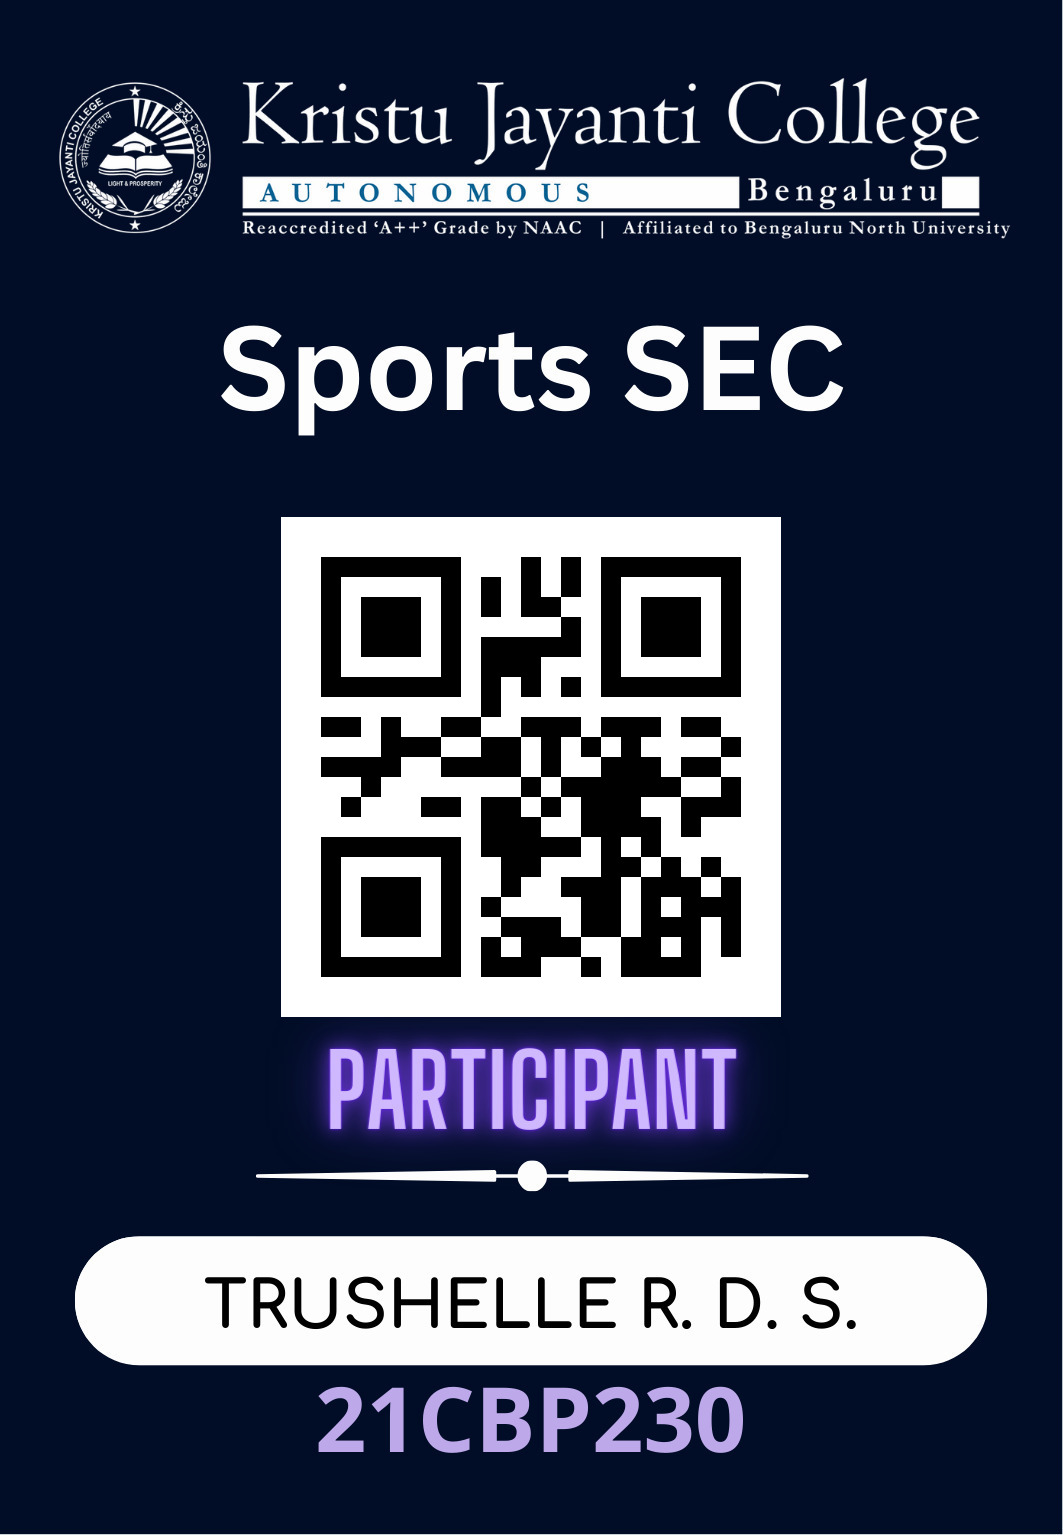 KRISTU JAYANTI COLLEGE
LIGHT & PROSPERITY
Kristu Jayanti College
AUTONOMOUS Bengaluru
Reaccredited ‘A++’ Grade by NAAC | Affiliated to Bengaluru North University
Sports SEC
PARTICIPANT
TRUSHELLE R. D. S.
21CBP230